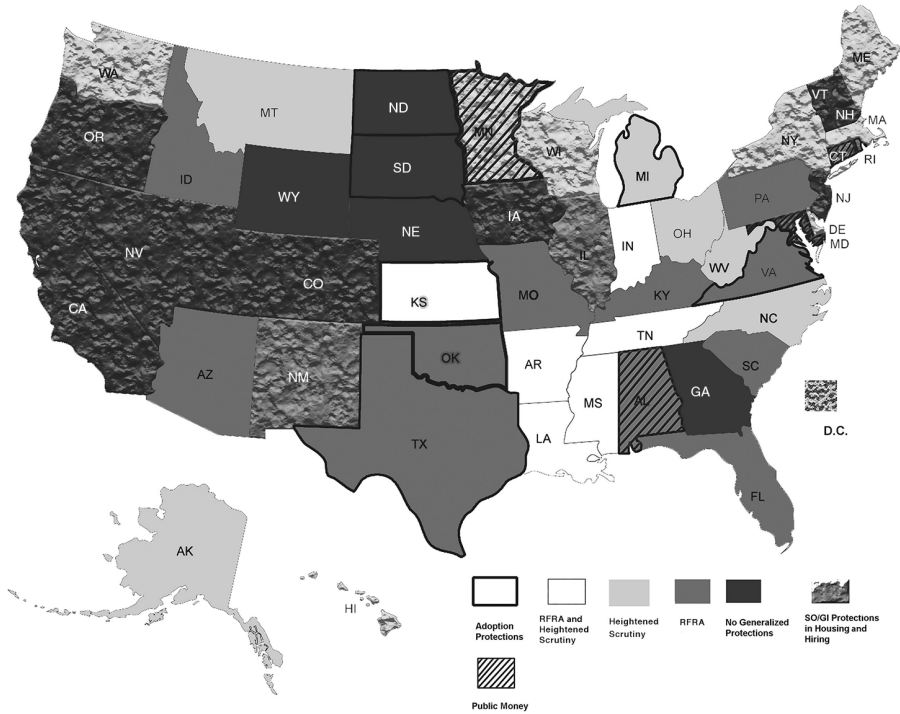 WA
MT
ND
MN
ME
VT
NH
MA
OR
ID
SD
WI
NY
CT
RI
WY
MI
IA
PA
NJ
NV
NE
IL
IN
OH
DE
MD
CO
WV
VA
CA
KS
MO
KY
NC
OK
TN
AZ
NM
AR
SC
AL
GA
MS
D.C.
TX
LA
FL
AK
HI
Adoption
Protections
RFRA and
Heightened
Scrutiny
Heightened
Scrutiny
RFRA
No Generalized
Protections
SO/GI Protections
in Housing and
Hiring
Public Money